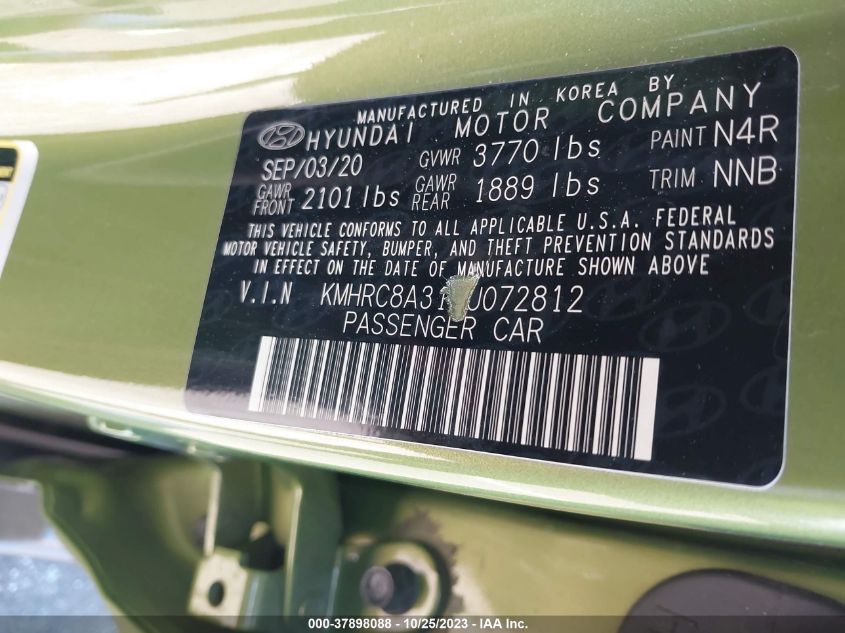 MANUFACTURED IN KOREA BY
HYUNDAI MOTOR COMPANY
SEP/03/20 GVWR 3770 lbs PAINT N4R
GAWR FRONT 2101 lbs GAWR REAR 1889 lbs TRIM NNB
THIS VEHICLE CONFORMS TO ALL APPLICABLE U.S.A. FEDERAL
MOTOR VEHICLE SAFETY, BUMPER, AND THEFT PREVENTION STANDARDS
IN EFFECT ON THE DATE OF MANUFACTURE SHOWN ABOVE
V.I.N
PASSENGER CAR
000-37898088 - 10/25/2023 - IAA Inc.